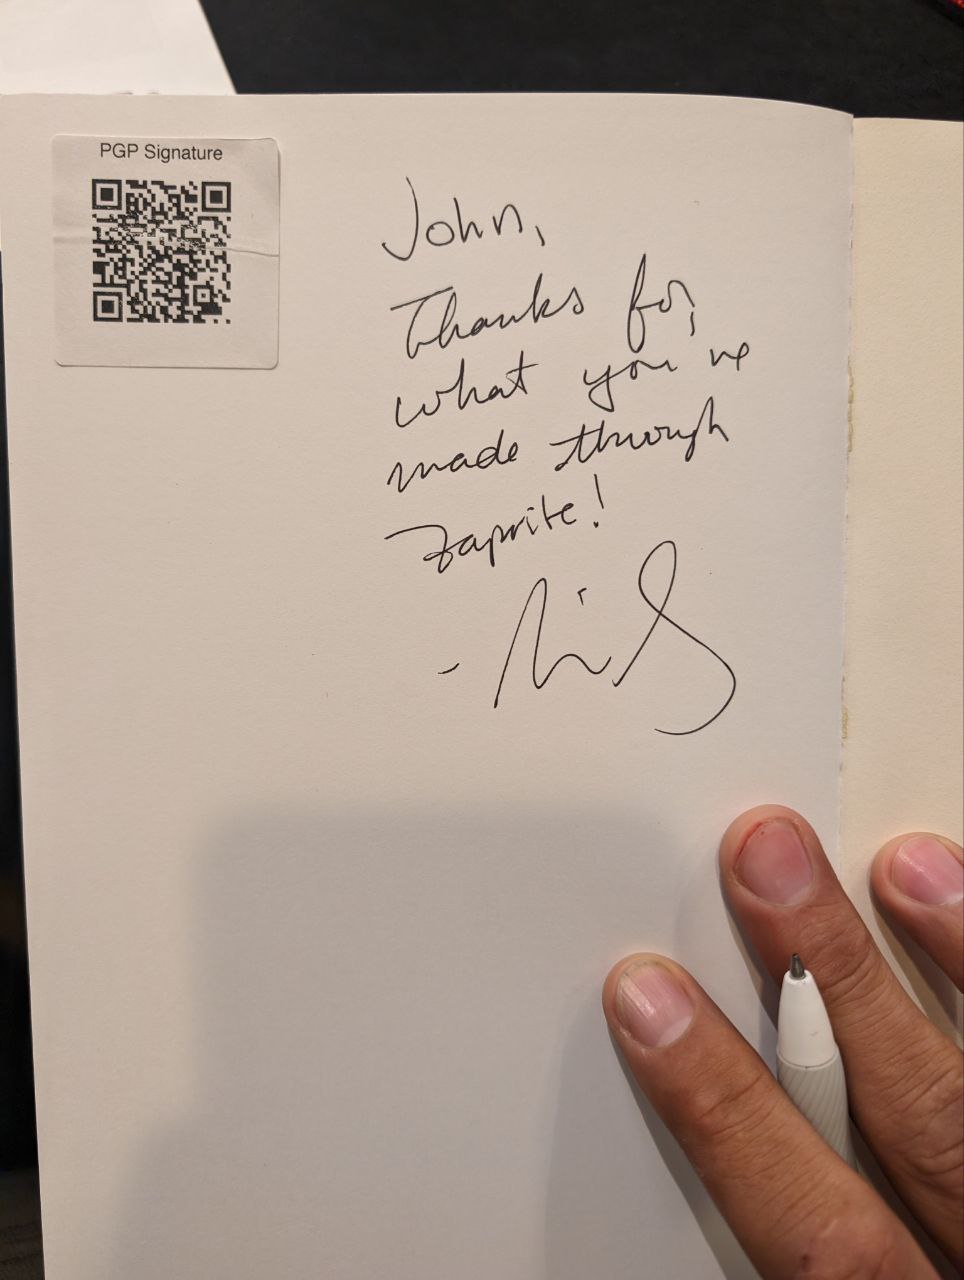 PGP Signature
John,
Thanks for
what you've
made through
Zaprite!